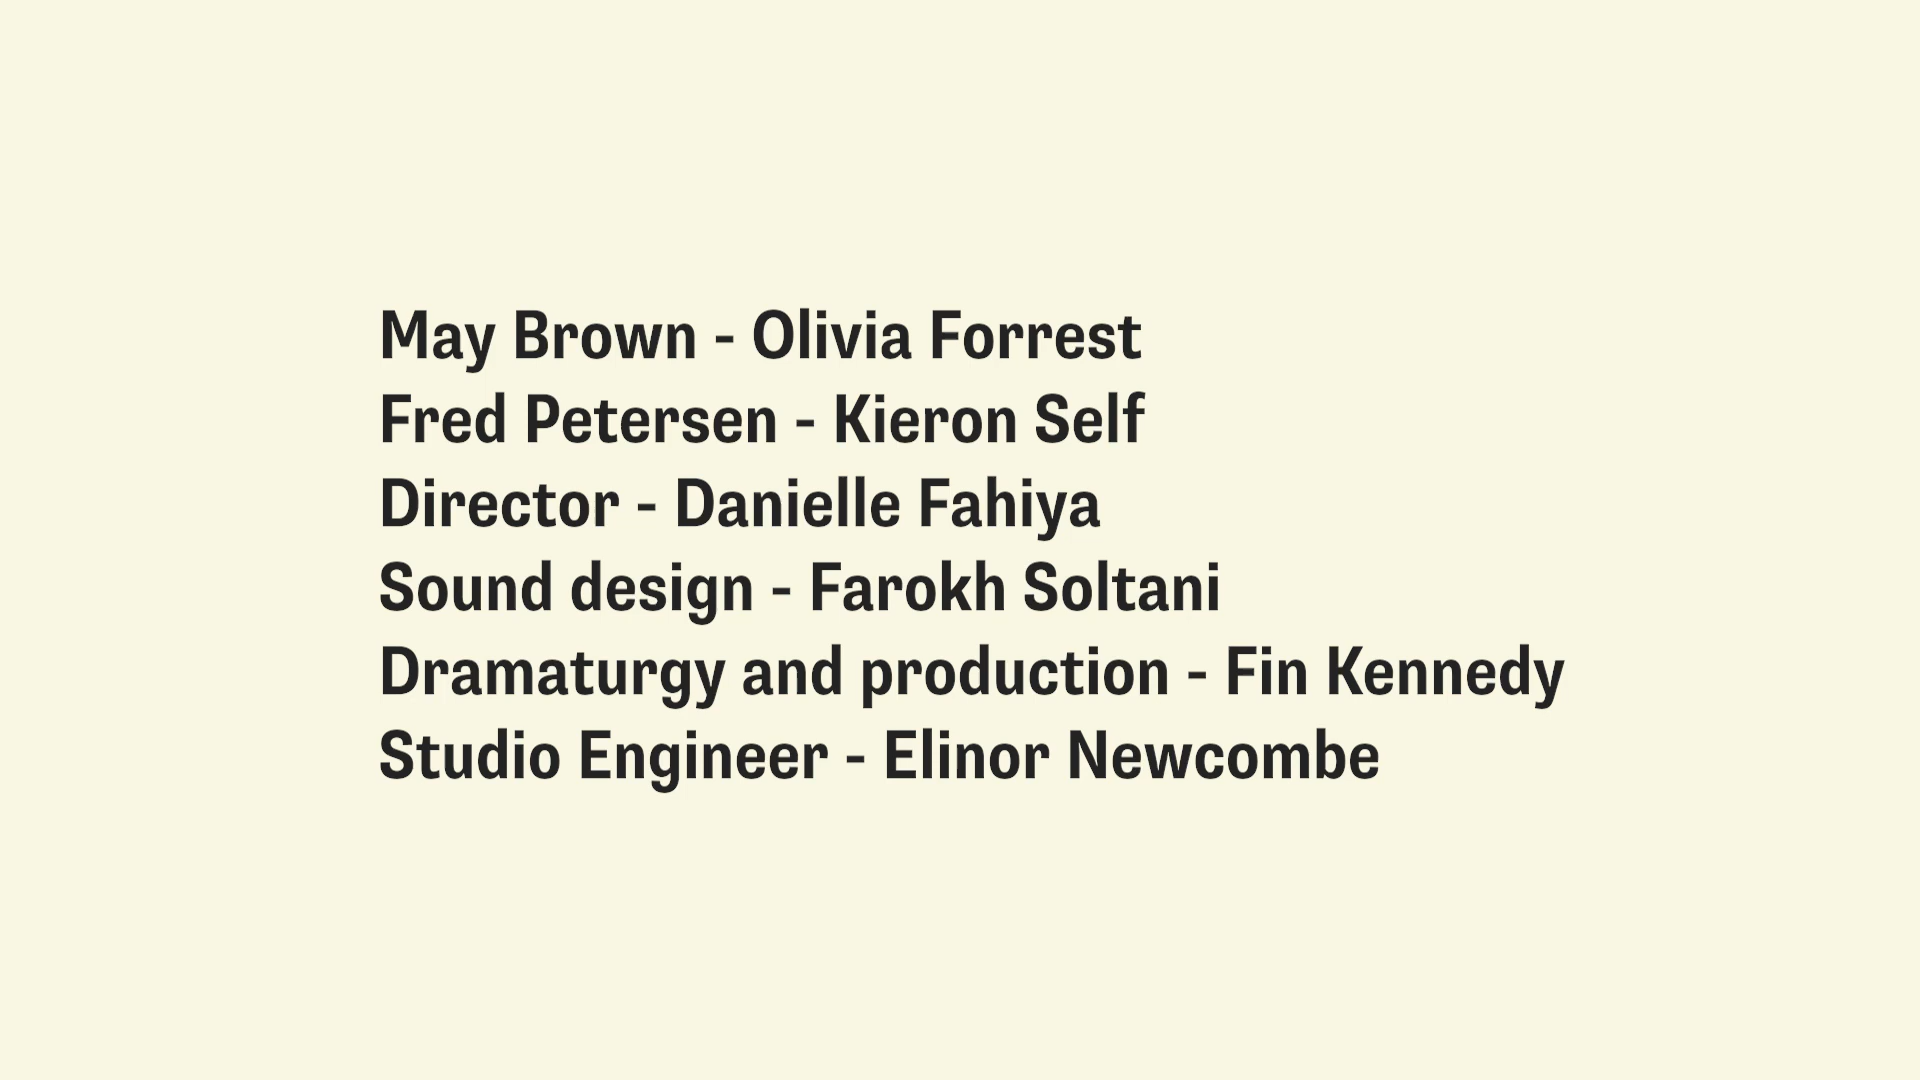 May Brown - Olivia Forrest
Fred Petersen - Kieron Self
Director - Danielle Fahiya
Sound design - Farokh Soltani
Dramaturgy and production - Fin Kennedy
Studio Engineer - Elinor Newcombe